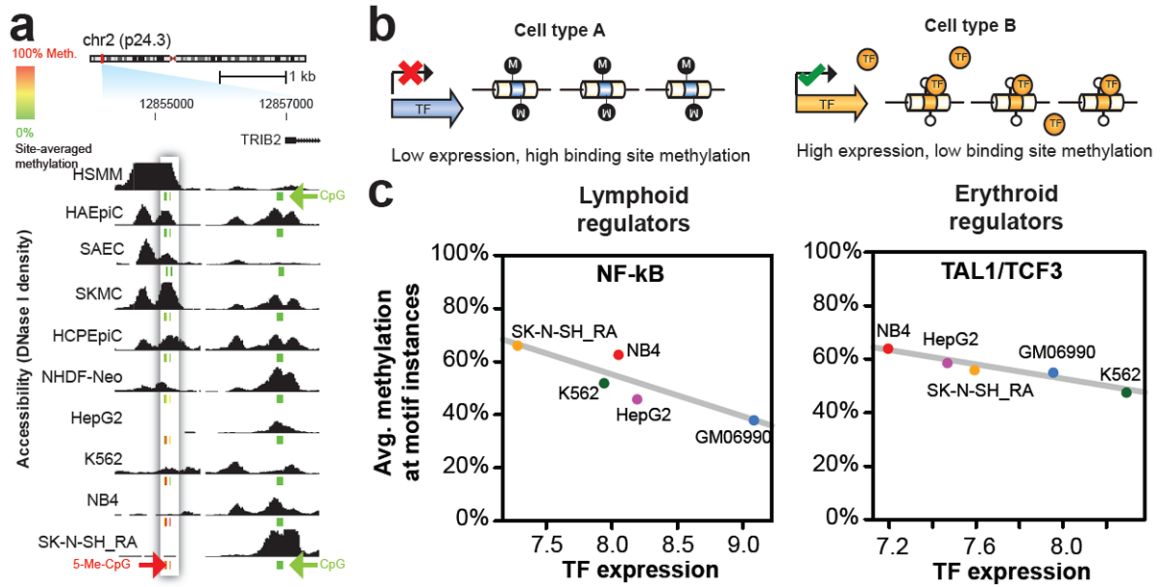 a
chr2 (p24.3)
100% Meth.
0%
Site-averaged
methylation
1 kb
12855000
12857000
TRIB2
Accessibility (DNase I density)
HSMM
CpG
HAEpiC
SAEC
SKMC
HCPEpiC
NHDF-Neo
HepG2
K562
NB4
SK-N-SH_RA
5-Me-CpG
CpG
b
Cell type A
TF
M
M
M
M
M
M
Low expression, high binding site methylation
Cell type B
TF
TF
TF
TF
TF
TF
TF
High expression, low binding site methylation
c
Lymphoid
regulators
Avg. methylation
at motif instances
100%
80%
60%
40%
20%
0%
NF-kB
SK-N-SH_RA
NB4
K562
HepG2
GM06990
7.5
8.0
8.5
9.0
TF expression
Erythroid
regulators
100%
80%
60%
40%
20%
0%
TAL1/TCF3
NB4
HepG2
SK-N-SH_RA
GM06990
K562
7.2
7.6
8.0
TF expression